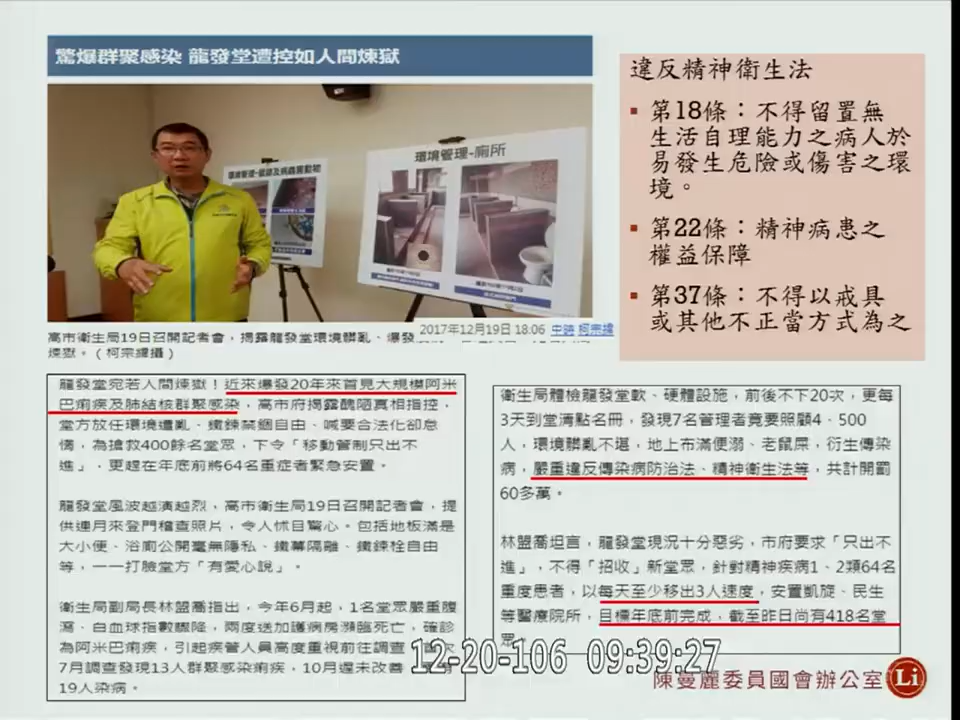 驚爆群聚感染 龍發堂遭控如人間煉獄
環境管理-廁所
高市衛生局19日召開記者會，揭露龍發堂環境髒亂、爆發
煉獄。（柯宗緯攝）
2017年12月19日 18:06 中時 柯宗緯
違反精神衛生法
▪ 第18條：不得留置無
生活自理能力之病人於
易發生危險或傷害之環
境。
▪ 第22條：精神病患之
權益保障
▪ 第37條：不得以戒具
或其他不正當方式為之
龍發堂宛若人間煉獄！近來爆發20年來首見大規模阿米
巴痢疾及肺結核群聚感染，高市府揭露醜陋真相指控，
堂方放任環境遭亂、鐵鍊禁錮自由、喊要合法化卻怠
惰，為搶救400餘名堂眾，下令「移動管制只出不
進」，更趕在年底前將64名重症者緊急安置。
龍發堂風波越演越烈，高市衛生局19日召開記者會，提
供連月來登門稽查照片，令人怵目驚心。包括地板滿是
大小便、浴廁公開毫無隱私、鐵幕隔離、鐵鍊栓自由
等，一一打臉堂方「有愛心說」。
衛生局副局長林盟喬指出，今年6月起，1名堂眾嚴重腹
瀉、白血球指數驟降，兩度送加護病房瀕臨死亡，確診
為阿米巴痢疾，引起疾管人員高度重視前往調查
7月調查發現13人群聚感染痢疾，10月遲未改善
19人染病。
衛生局體檢龍發堂軟、硬體設施，前後不下20次，更每
3天到堂清點名冊，發現7名管理者竟要照顧4、500
人，環境髒亂不堪，地上布滿便溺、老鼠屎，衍生傳染
病，嚴重違反傳染病防治法、精神衛生法等，共計開罰
60多萬。
林盟喬坦言，龍發堂現況十分惡劣，市府要求「只出不
進」，不得「招收」新堂眾，針對精神疾病1、2類64名
重度患者，以每天至少移出3人速度，安置凱旋、民生
等醫療院所，目標年底前完成，截至昨日尚有418名堂
眾。
12-20-106 09:39:27
陳曼麗委員國會辦公室 Li